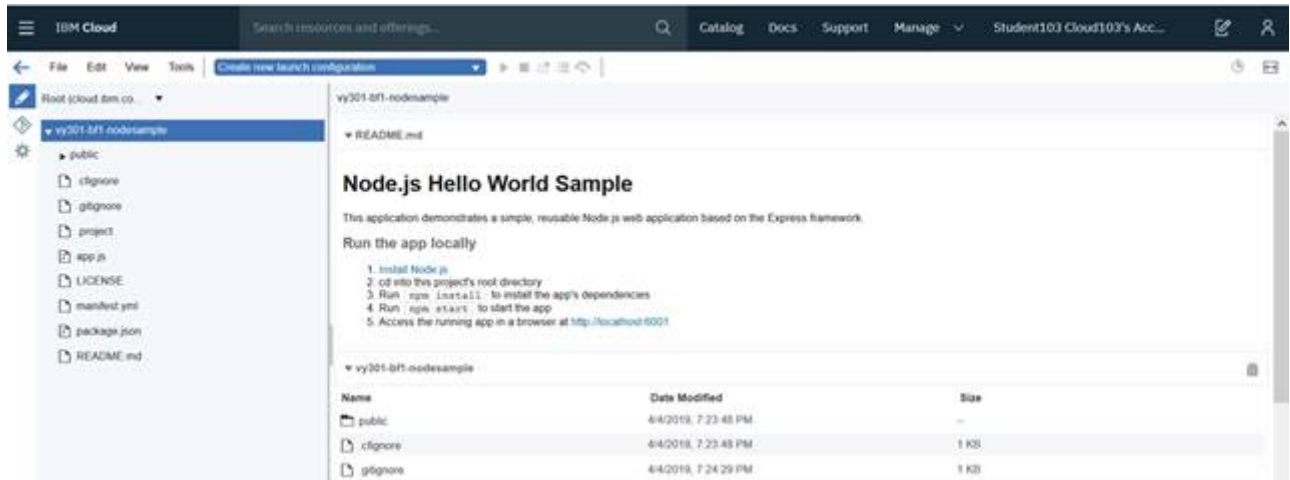 IBM Cloud
Search resources and offerings...
Catalog Docs Support Manage Student103 Cloud103's Acc...
File Edit View Tools Create new launch configuration
Root (cloud.ibm.co...
vy301-bf1-nodesample
public
.cfignore
.gitignore
.project
app.js
LICENSE
manifest.yml
package.json
README.md
vy301-bf1-nodesample
README.md
Node.js Hello World Sample
This application demonstrates a simple, reusable Node.js web application based on the Express framework.
Run the app locally
1. Install Node.js
2. cd into this project's root directory
3. Run npm install to install the app's dependencies
4. Run npm start to start the app
5. Access the running app in a browser at http://localhost:6001
vy301-bf1-nodesample
Name Date Modified Size
public 4/4/2019, 7:23:48 PM --
.cfignore 4/4/2019, 7:23:48 PM 1 KB
.gitignore 4/4/2019, 7:24:29 PM 1 KB